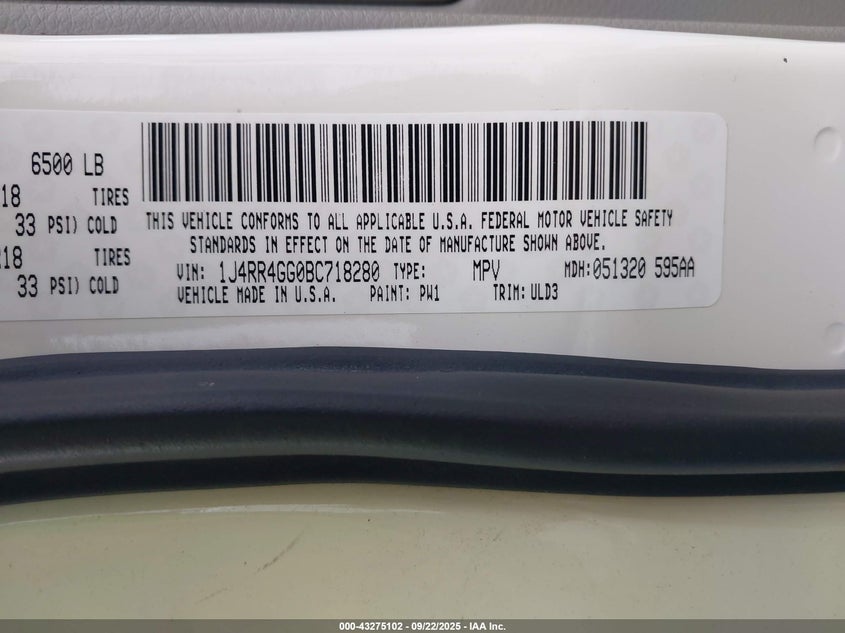 6500 LB
18 TIRES
33 PSI) COLD
THIS VEHICLE CONFORMS TO ALL APPLICABLE U.S.A. FEDERAL MOTOR VEHICLE SAFETY
STANDARDS IN EFFECT ON THE DATE OF MANUFACTURE SHOWN ABOVE.
R18 TIRES
33 PSI) COLD
VIN: 1J4RR4GG0BC718280 TYPE: MPV MDH:051320 595AA
VEHICLE MADE IN U.S.A. PAINT: PW1 TRIM: ULD3
000-43275102 - 09/22/2025 - IAA Inc.